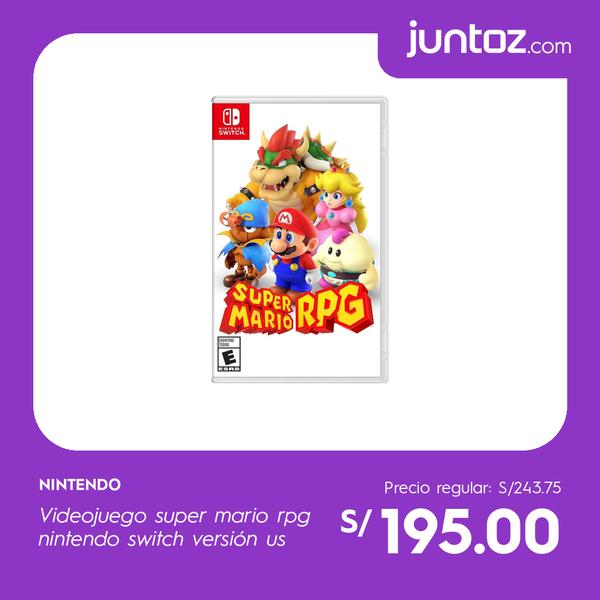 juntoz.com
NINTENDO
SWITCH.
M
SUPER
MARIO RPG
EVERYONE
E
ESRB
NINTENDO
Precio regular: S/243.75
Videojuego super mario rpg
nintendo switch versión us
S/195.00